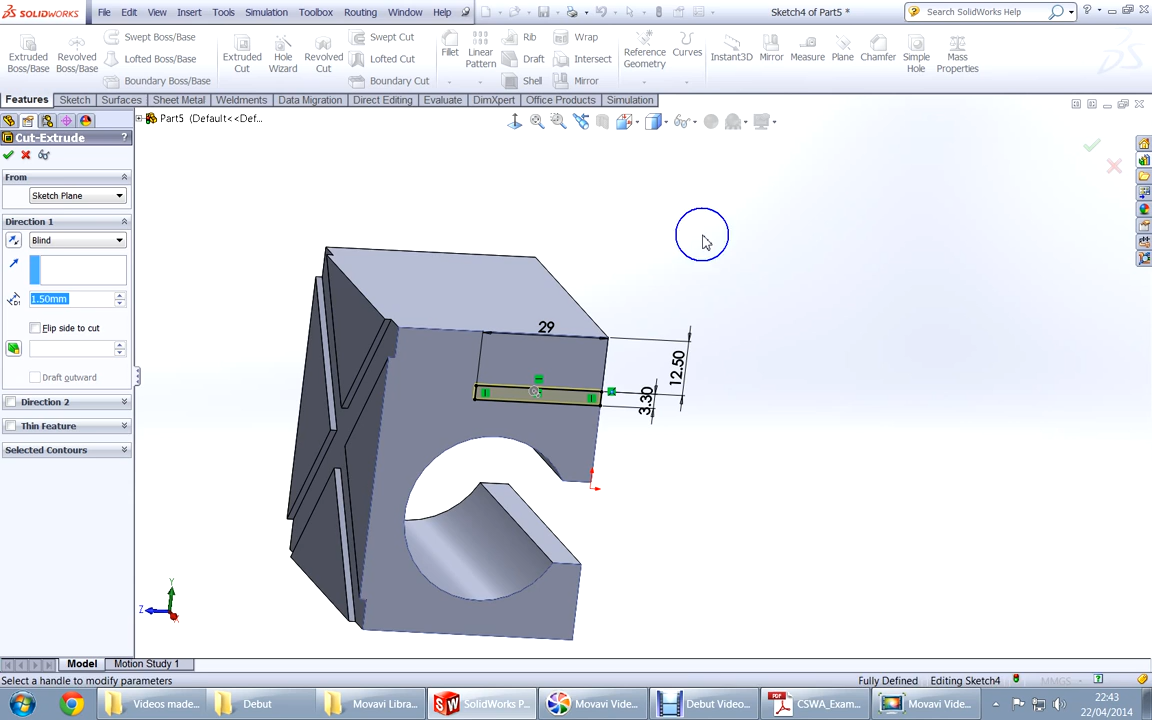 SOLIDWORKS File Edit View Insert Tools Simulation Toolbox Routing Window Help Sketch4 of Part5 * Search SolidWorks Help
Extruded Boss/Base Revolved Boss/Base Swept Boss/Base Lofted Boss/Base Boundary Boss/Base Extruded Cut Hole Wizard Revolved Cut Swept Cut Lofted Cut Boundary Cut Fillet Linear Pattern Rib Draft Shell Wrap Intersect Mirror Reference Geometry Curves Instant3D Mirror Measure Plane Chamfer Simple Hole Mass Properties
Features Sketch Surfaces Sheet Metal Weldments Data Migration Direct Editing Evaluate DimXpert Office Products Simulation
Part5 (Default<<Def...
Cut-Extrude ?
From
Sketch Plane
Direction 1
Blind
D1
1.50mm
Flip side to cut
Draft outward
Direction 2
Thin Feature
Selected Contours
29
12.50
3.30
Y
Z
X
Model Motion Study 1
Select a handle to modify parameters Fully Defined Editing Sketch4 MMGS
Videos made... Debut Movavi Libra... SolidWorks P... Movavi Vide... Debut Video... CSWA_Exam... Movavi Vide...
22:43
22/04/2014